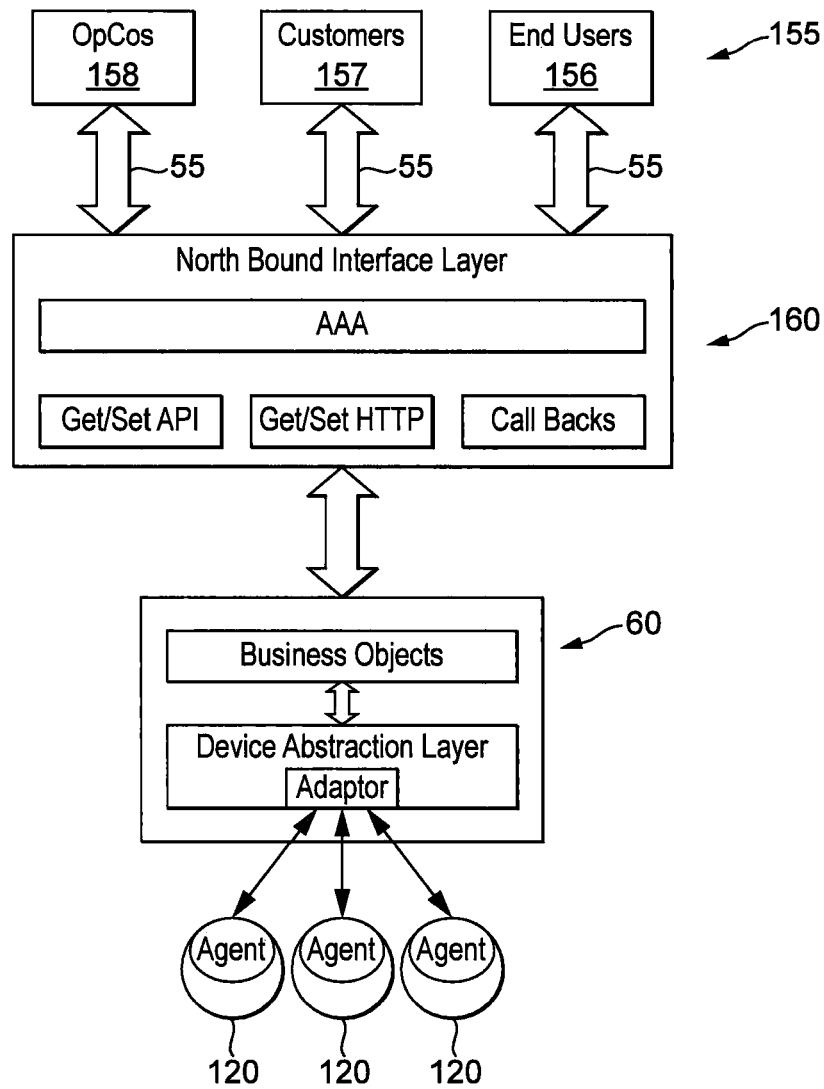 OpCos
158
Customers
157
End Users
156
155
55
55
55
North Bound Interface Layer
AAA
160
Get/Set API
Get/Set HTTP
Call Backs
60
Business Objects
Device Abstraction Layer
Adaptor
Agent
Agent
Agent
120
120
120